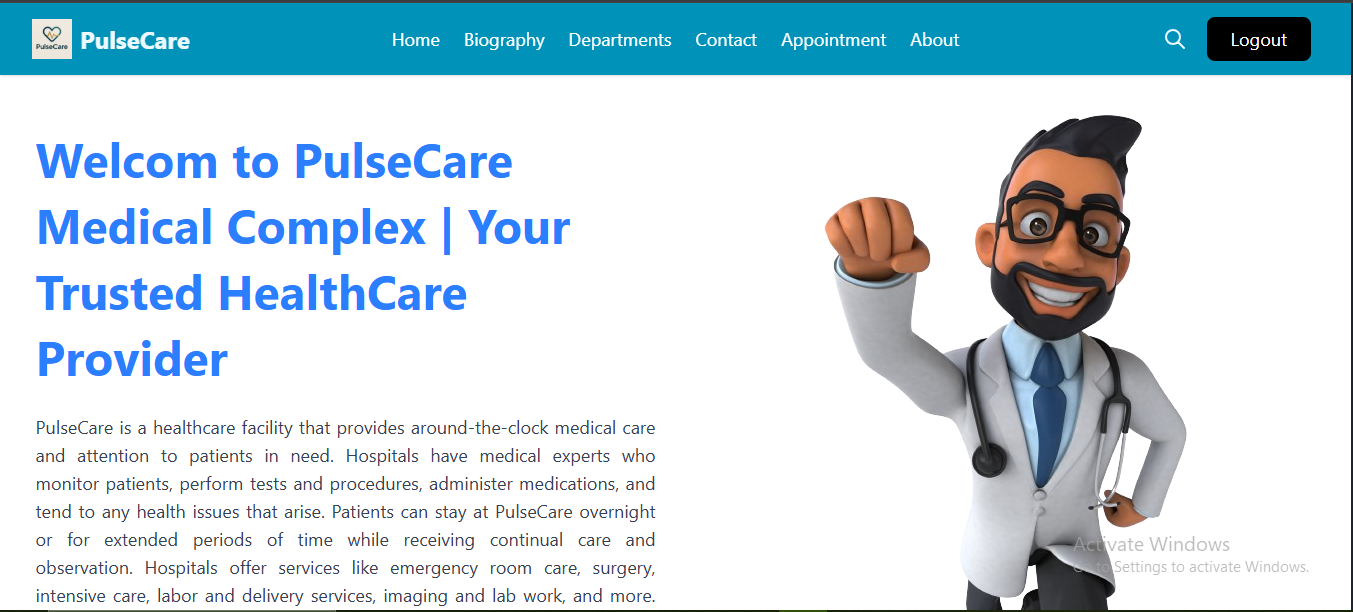 PulseCare
PulseCare
Home Biography Departments Contact Appointment About
Logout
Welcom to PulseCare
Medical Complex | Your
Trusted HealthCare
Provider
PulseCare is a healthcare facility that provides around-the-clock medical care
and attention to patients in need. Hospitals have medical experts who
monitor patients, perform tests and procedures, administer medications, and
tend to any health issues that arise. Patients can stay at PulseCare overnight
or for extended periods of time while receiving continual care and
observation. Hospitals offer services like emergency room care, surgery,
intensive care, labor and delivery services, imaging and lab work, and more.
Activate Windows
Go to Settings to activate Windows.